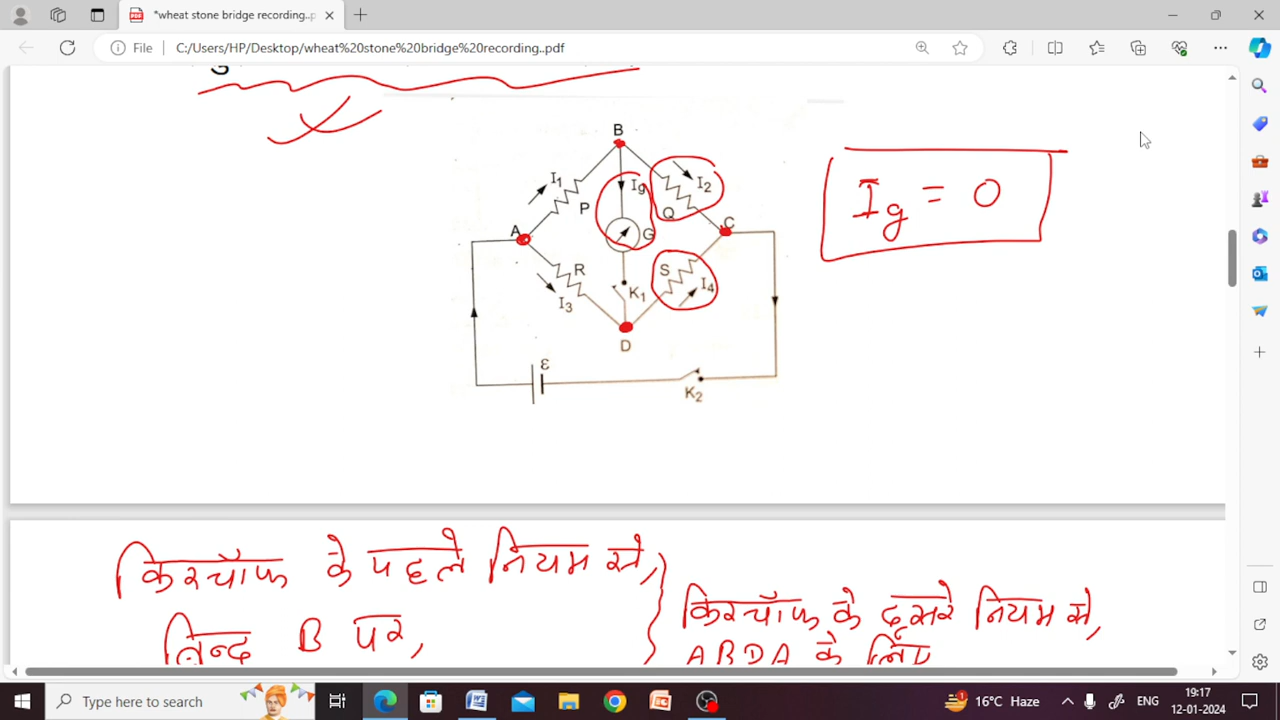 *wheat stone bridge recording..p
File
C:/Users/HP/Desktop/wheat%20stone%20bridge%20recording..pdf
B
I1
Ig
I2
P
Q
A
G
C
R
S
K1
I4
I3
D
ε
K2
Ig = 0
किरचॉफ के पहले नियम से,
बिन्दु B पर,
किरचॉफ के दूसरे नियम से,
ABDA के लिए
Type here to search
16°C Haze
ENG
19:17
12-01-2024